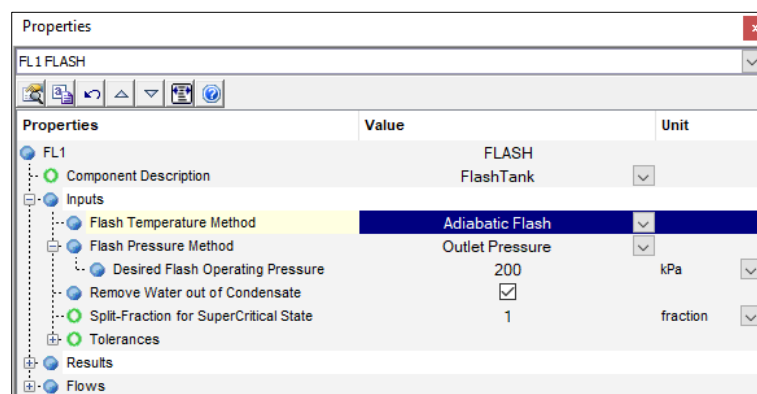 Properties
x
FL1 FLASH
Properties Value Unit
FL1 FLASH
Component Description FlashTank
Inputs
Flash Temperature Method Adiabatic Flash
Flash Pressure Method Outlet Pressure
Desired Flash Operating Pressure 200 kPa
Remove Water out of Condensate
Split-Fraction for SuperCritical State 1 fraction
Tolerances
Results
Flows